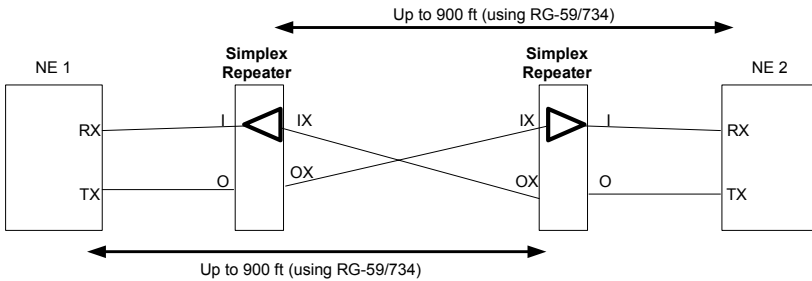 Up to 900 ft (using RG-59/734)
Simplex
Repeater
Simplex
Repeater
NE 1
NE 2
RX
I
IX
IX
I
RX
TX
O
OX
OX
O
TX
Up to 900 ft (using RG-59/734)